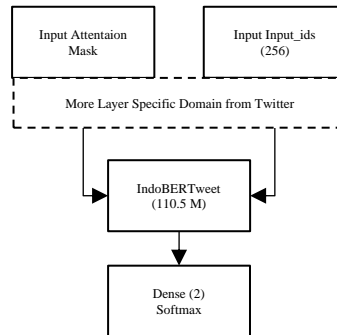 Input Attentaion
Mask
Input Input_ids
(256)
More Layer Specific Domain from Twitter
IndoBERTweet
(110.5 M)
Dense (2)
Softmax